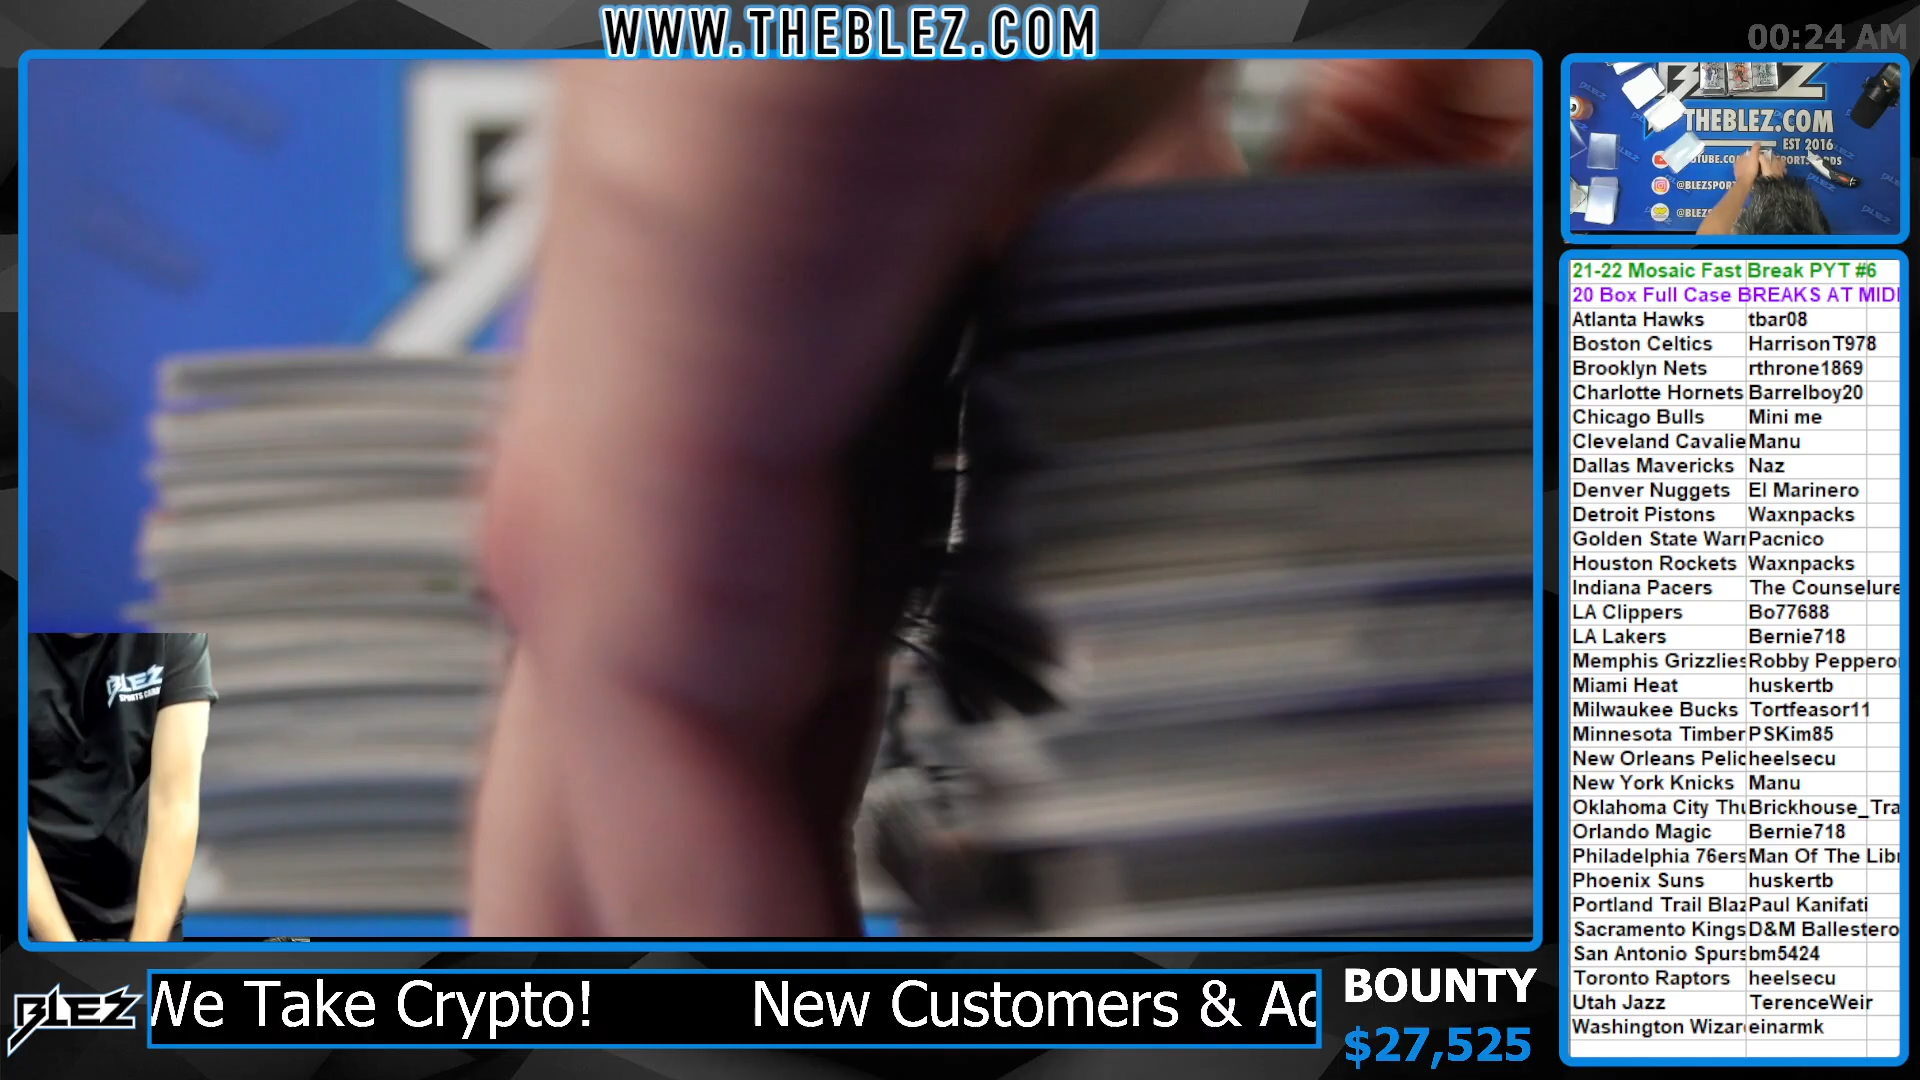 WWW.THEBLEZ.COM
00:24 AM
THEBLEZ.COM
EST 2016
21-22 Mosaic Fast Break PYT #6
20 Box Full Case BREAKS AT MID
Atlanta Hawks tbar08
Boston Celtics HarrisonT978
Brooklyn Nets rthrone1869
Charlotte Hornets Barrelboy20
Chicago Bulls Mini me
Cleveland Cavalie Manu
Dallas Mavericks Naz
Denver Nuggets El Marinero
Detroit Pistons Waxnpacks
Golden State Warr Pacnico
Houston Rockets Waxnpacks
Indiana Pacers The Counselure
LA Clippers Bo77688
LA Lakers Bernie718
Memphis Grizzlies Robby Peppero
Miami Heat huskertb
Milwaukee Bucks Tortfeasor11
Minnesota Timber PSKim85
New Orleans Pelic heelsecu
New York Knicks Manu
Oklahoma City Thu Brickhouse_Tra
Orlando Magic Bernie718
Philadelphia 76ers Man Of The Libr
Phoenix Suns huskertb
Portland Trail Blaz Paul Kanifati
Sacramento Kings D&M Ballestero
San Antonio Spurs bm5424
Toronto Raptors heelsecu
Utah Jazz TerenceWeir
Washington Wizar einarmk
BLEZ
SPORTS CARDS
BLEZ
We Take Crypto! New Customers & Ad
BOUNTY
$27,525